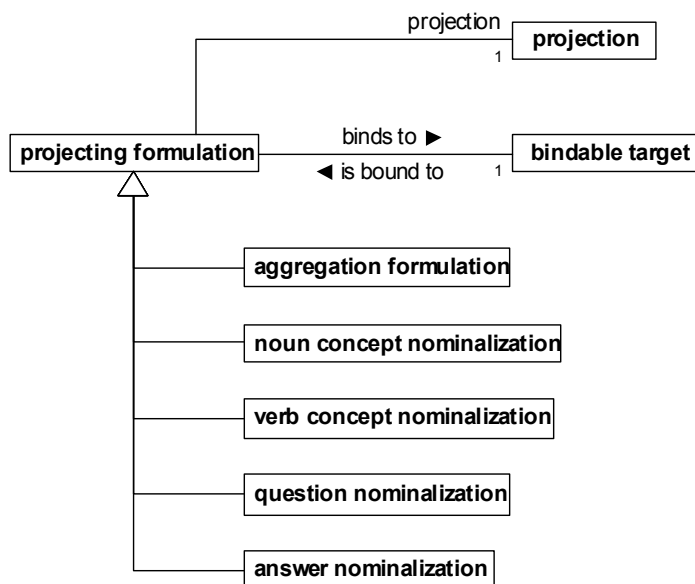 projection
projection
1
projecting formulation
binds to ►
bindable target
◄ is bound to
1
aggregation formulation
noun concept nominalization
verb concept nominalization
question nominalization
answer nominalization